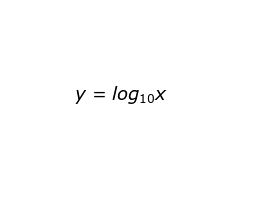 y = log₁₀x